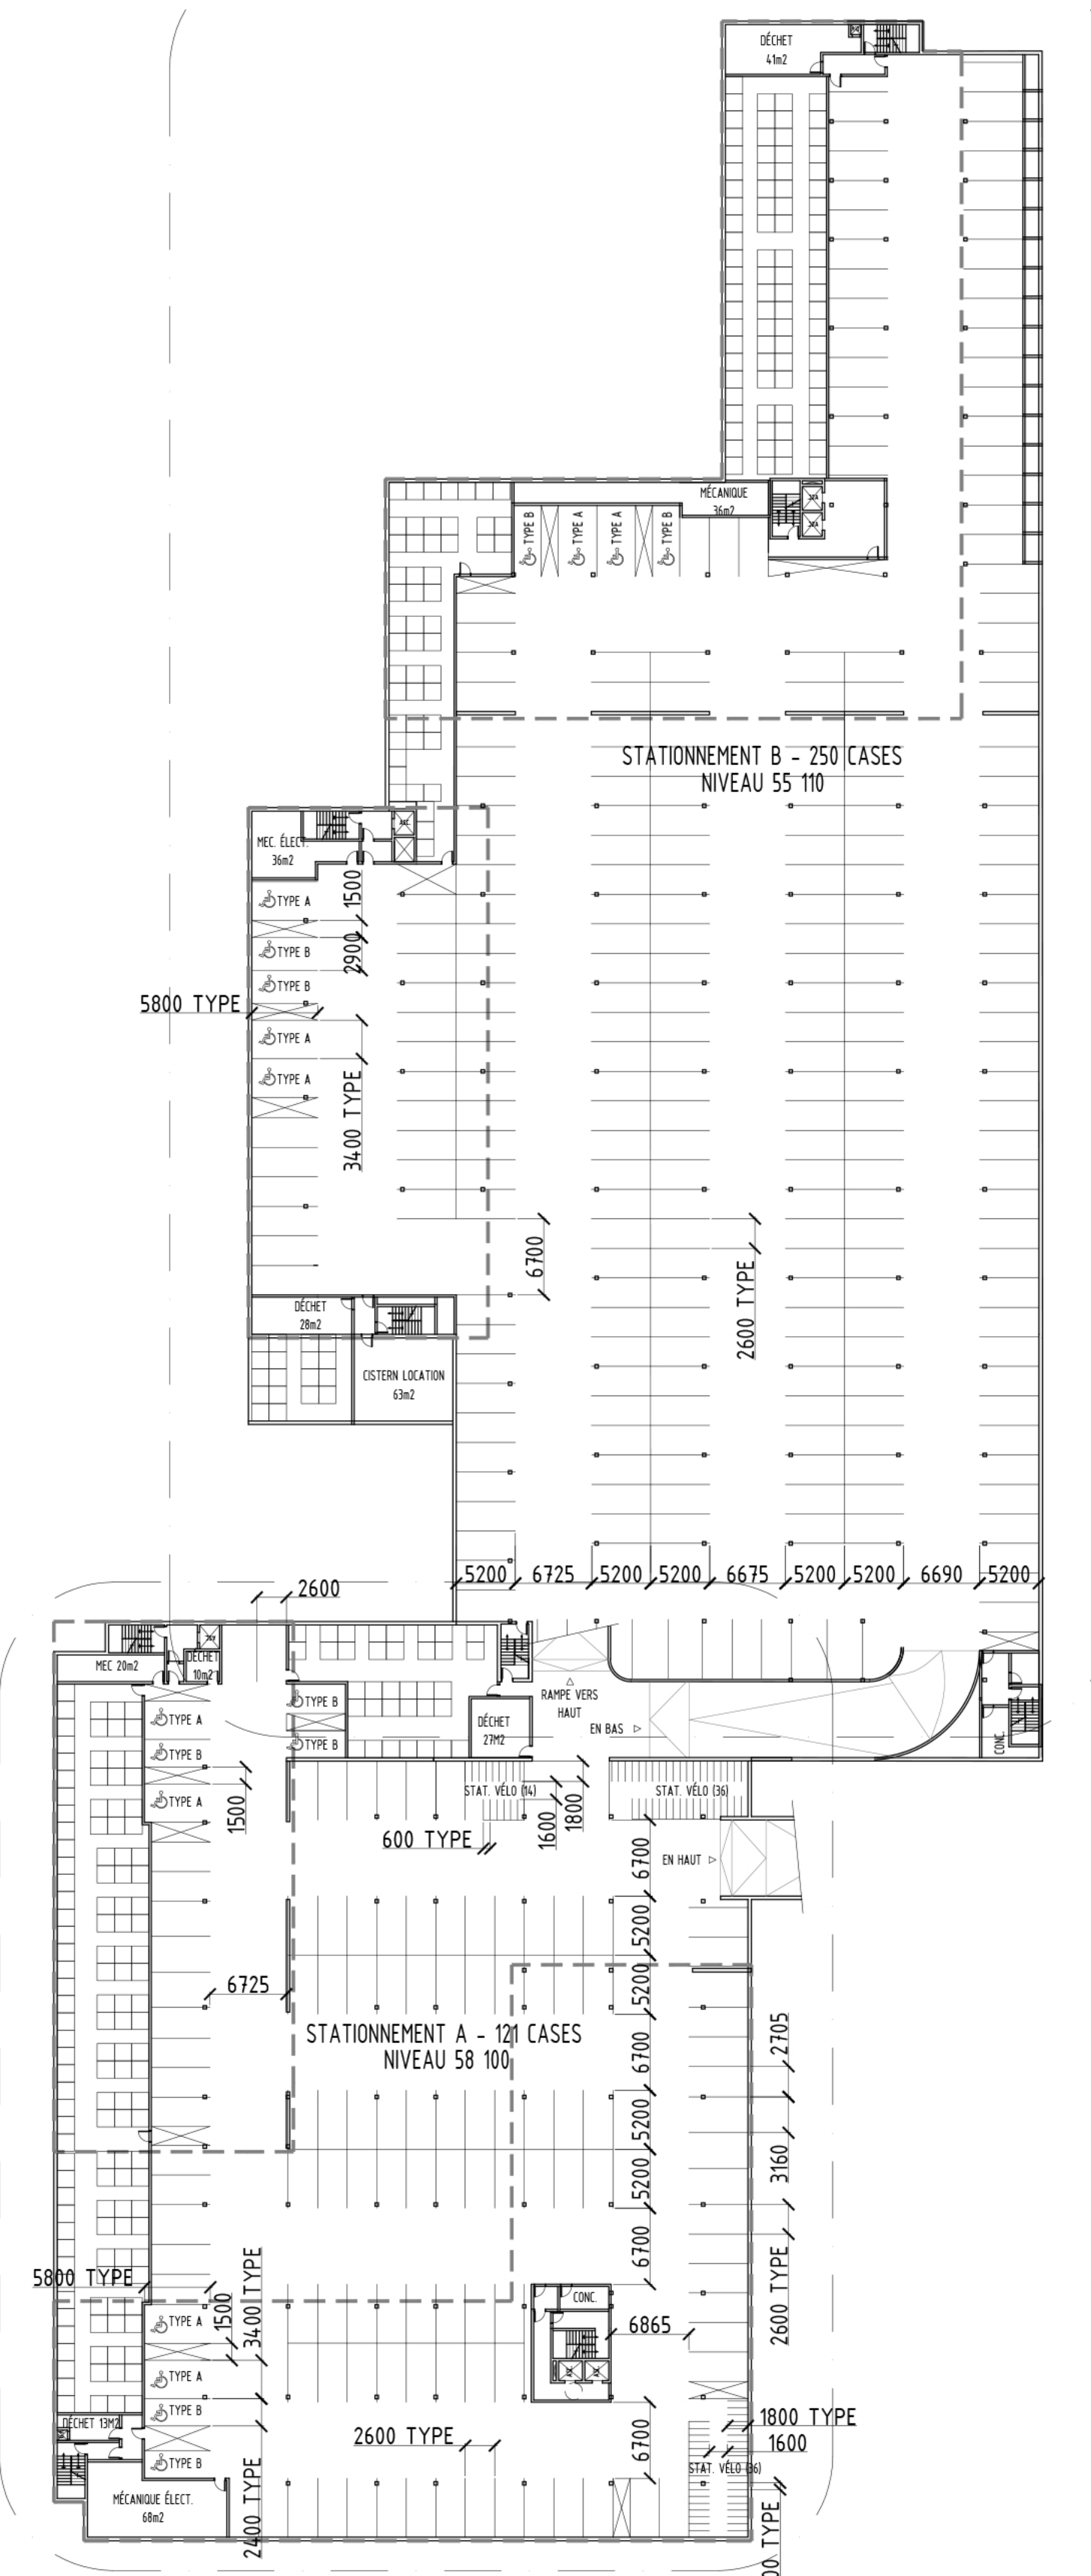 DÉCHET
41m2
MÉCANIQUE
36m2
TYPE B
TYPE A
TYPE A
TYPE B
STATIONNEMENT B - 250 CASES
NIVEAU 55 110
MEC. ÉLECT.
36m2
TYPE A
1500
TYPE B
2900
TYPE B
5800 TYPE
TYPE A
TYPE A
3400 TYPE
6700
2600 TYPE
DÉCHET
28m2
CISTERN LOCATION
63m2
5200
6725
5200
5200
6675
5200
5200
6690
5200
2600
MEC 20m2
DÉCHET
10m2
TYPE A
TYPE B
TYPE A
1500
TYPE B
TYPE B
DÉCHET
27M2
RAMPE VERS
HAUT
EN BAS
CONC.
STAT. VÉLO (14)
STAT. VÉLO (36)
600 TYPE
1600
1800
6700
EN HAUT
5200
5200
6725
STATIONNEMENT A - 121 CASES
NIVEAU 58 100
6700
2705
5200
3160
5200
6700
2600 TYPE
5800 TYPE
1500
3400 TYPE
TYPE A
TYPE A
TYPE B
TYPE B
CONC.
ASC.
6865
DÉCHET 13M2
2600 TYPE
6700
1800 TYPE
1600
STAT. VÉLO (36)
MÉCANIQUE ÉLECT.
68m2
2400 TYPE